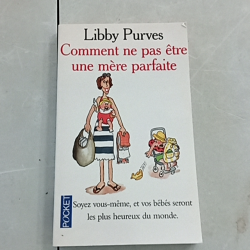 Libby Purves
Comment ne pas être
une mère parfaite
Soyez vous-même, et vos bébés seront
les plus heureux du monde.
POCKET